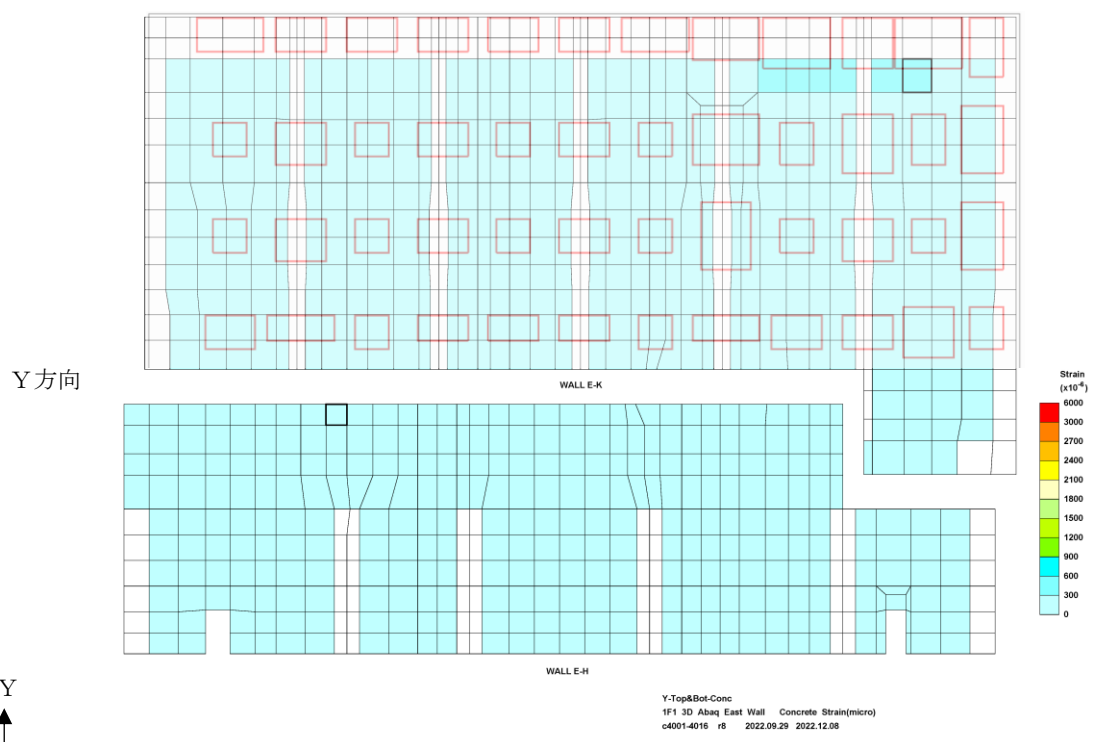 WALL E-K
Y方向
Strain
(x10-6)
6000
3000
2700
2400
2100
1800
1500
1200
900
600
300
0
WALL E-H
Y
Y-Top&Bot-Conc
1F1 3D Abaq East Wall Concrete Strain(micro)
c4001-4016 r8 2022.09.29 2022.12.08